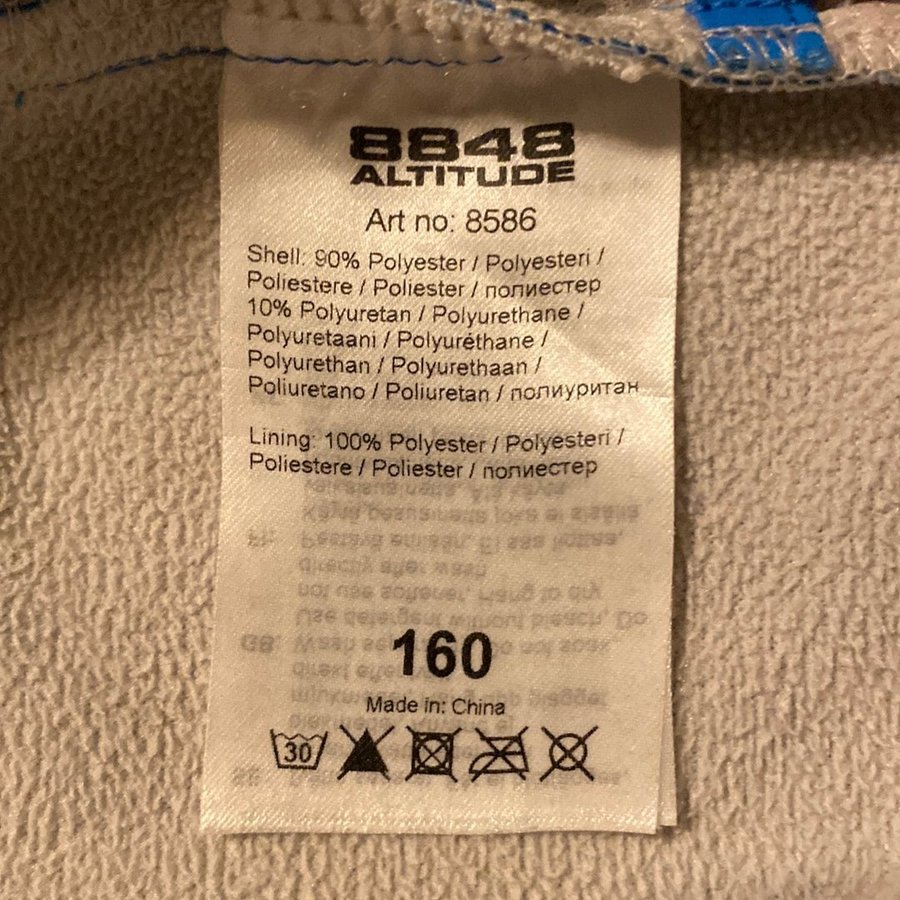 8848
ALTITUDE
Art no: 8586
Shell: 90% Polyester / Polyesteri /
Poliestere / Poliester / полиестер
10% Polyuretan / Polyurethane /
Polyuretaani / Polyuréthane /
Polyurethan / Polyurethaan /
Poliuretano / Poliuretan / полиуритан
Lining: 100% Polyester / Polyesteri /
Poliestere / Poliester / полиестер
160
Made in: China
30